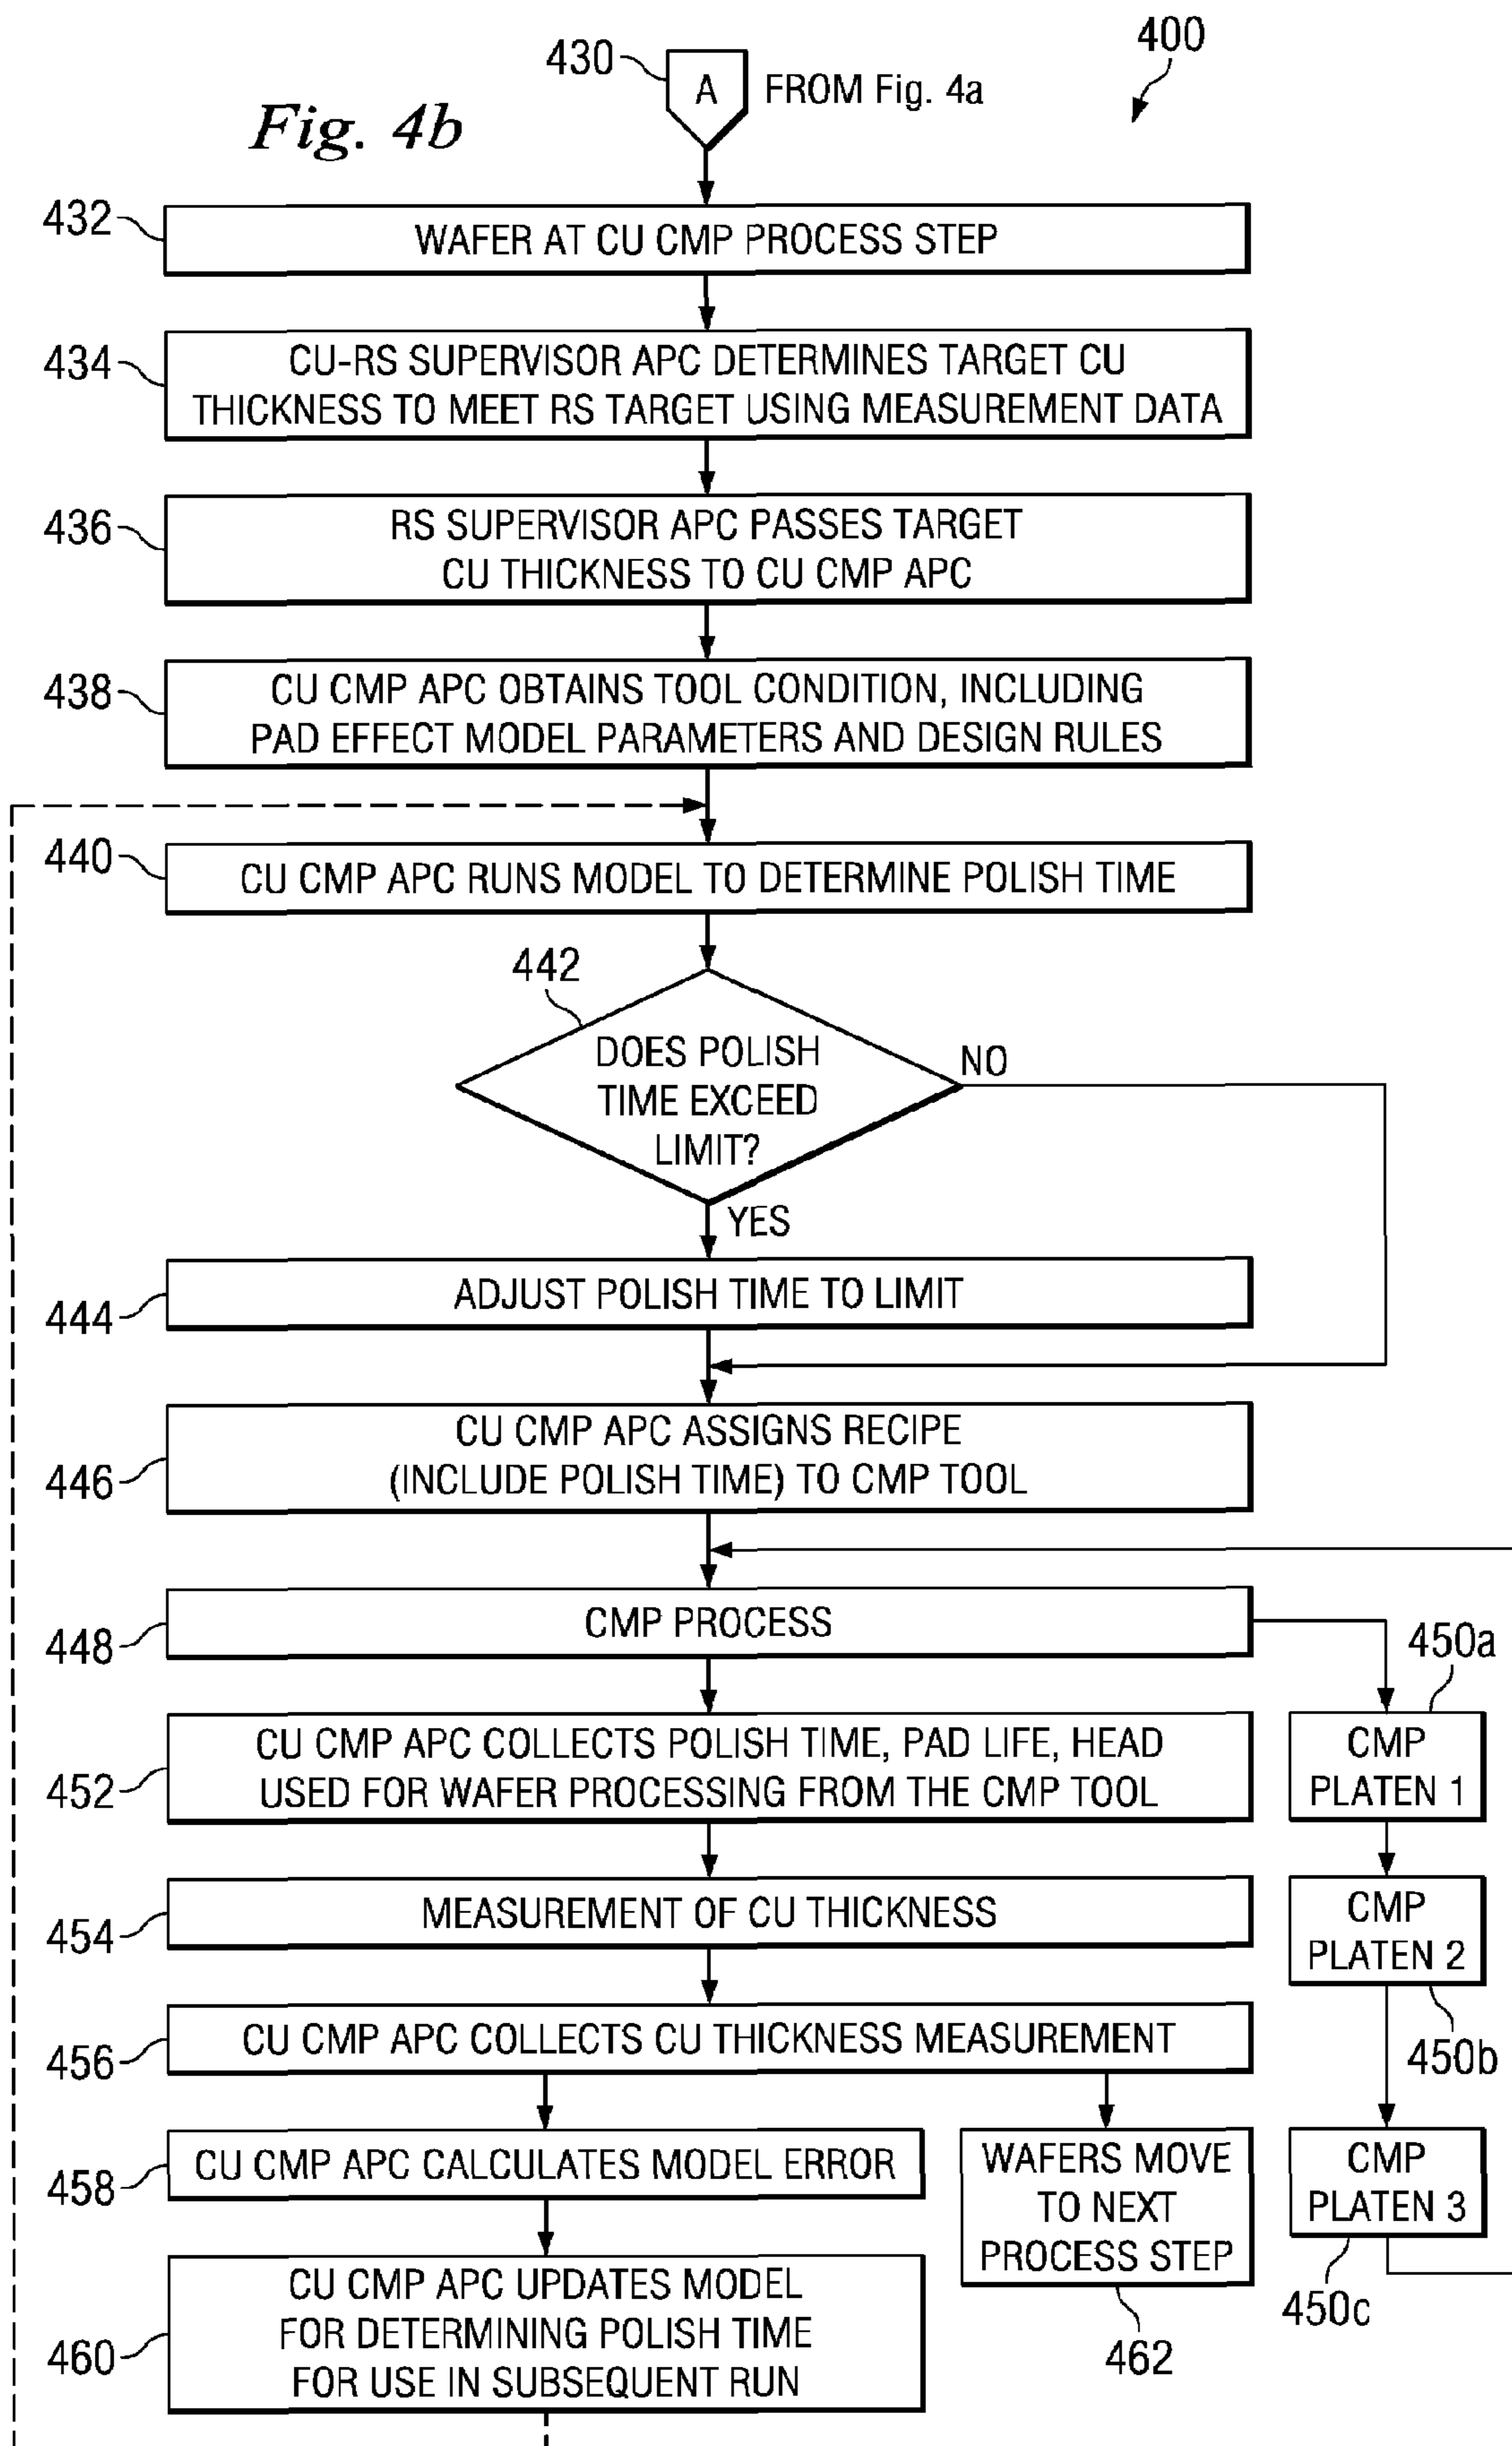 400
430
A
FROM Fig. 4a
Fig. 4b
432
WAFER AT CU CMP PROCESS STEP
434
CU-RS SUPERVISOR APC DETERMINES TARGET CU
THICKNESS TO MEET RS TARGET USING MEASUREMENT DATA
436
RS SUPERVISOR APC PASSES TARGET
CU THICKNESS TO CU CMP APC
438
CU CMP APC OBTAINS TOOL CONDITION, INCLUDING
PAD EFFECT MODEL PARAMETERS AND DESIGN RULES
440
CU CMP APC RUNS MODEL TO DETERMINE POLISH TIME
442
DOES POLISH
TIME EXCEED
LIMIT?
NO
YES
444
ADJUST POLISH TIME TO LIMIT
446
CU CMP APC ASSIGNS RECIPE
(INCLUDE POLISH TIME) TO CMP TOOL
448
CMP PROCESS
450a
CMP
PLATEN 1
452
CU CMP APC COLLECTS POLISH TIME, PAD LIFE, HEAD
USED FOR WAFER PROCESSING FROM THE CMP TOOL
454
MEASUREMENT OF CU THICKNESS
CMP
PLATEN 2
450b
456
CU CMP APC COLLECTS CU THICKNESS MEASUREMENT
458
CU CMP APC CALCULATES MODEL ERROR
WAFERS MOVE
TO NEXT
PROCESS STEP
462
CMP
PLATEN 3
450c
460
CU CMP APC UPDATES MODEL
FOR DETERMINING POLISH TIME
FOR USE IN SUBSEQUENT RUN